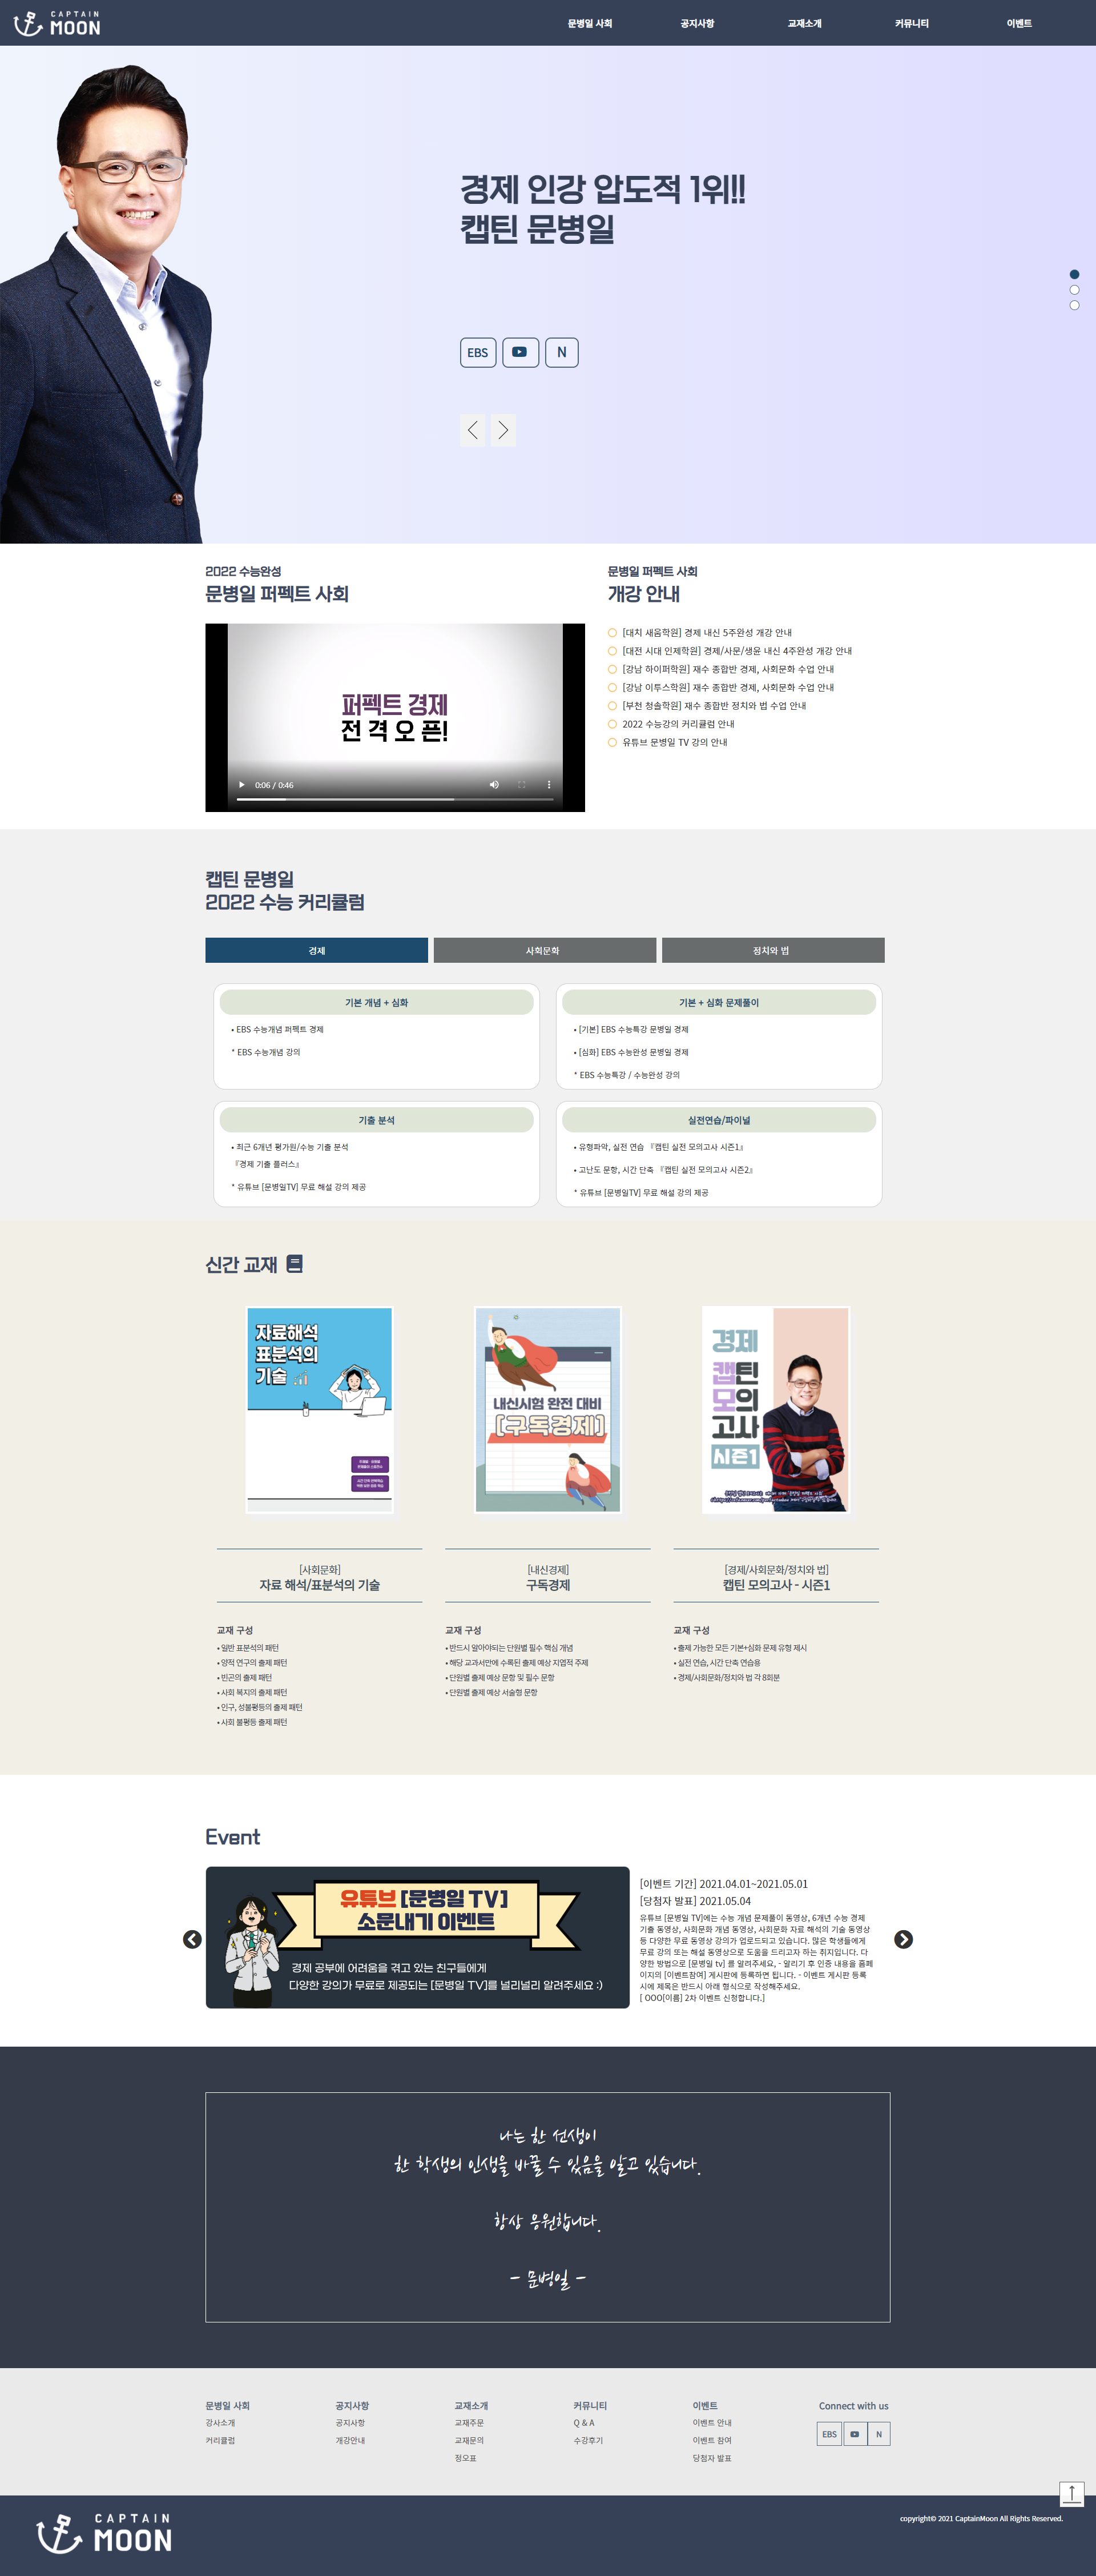 CAPTAIN
MOON
문병일 사회
공지사항
교재소개
커뮤니티
이벤트
경제 인강 압도적 1위!!
캡틴 문병일
EBS
N
2022 수능완성
문병일 퍼펙트 사회
퍼펙트 경제
전격오픈!
0:06 / 0:46
문병일 퍼펙트 사회
개강 안내
[대치 새움학원] 경제 내신 5주완성 개강 안내
[대전 시대 인제학원] 경제/사문/생윤 내신 4주완성 개강 안내
[강남 하이퍼학원] 재수 종합반 경제, 사회문화 수업 안내
[강남 이투스학원] 재수 종합반 경제, 사회문화 수업 안내
[부천 청솔학원] 재수 종합반 정치와 법 수업 안내
2022 수능강의 커리큘럼 안내
유튜브 문병일 TV 강의 안내
캡틴 문병일
2022 수능 커리큘럼
경제
사회문화
정치와 법
기본 개념 + 심화
• EBS 수능개념 퍼펙트 경제
* EBS 수능개념 강의
기본 + 심화 문제풀이
• [기본] EBS 수능특강 문병일 경제
• [심화] EBS 수능완성 문병일 경제
* EBS 수능특강 / 수능완성 강의
기출 분석
• 최근 6개년 평가원/수능 기출 분석
『경제 기출 플러스』
* 유튜브 [문병일TV] 무료 해설 강의 제공
실전연습/파이널
• 유형파악, 실전 연습 『캡틴 실전 모의고사 시즌1』
• 고난도 문항, 시간 단축 『캡틴 실전 모의고사 시즌2』
* 유튜브 [문병일TV] 무료 해설 강의 제공
신간 교재
자료해석
표분석의
기술
내신시험 완전 대비
[구독경제]
경제
캡틴
모의
고사
시즌1
[사회문화]
자료 해석/표분석의 기술
교재 구성
• 일반 표분석의 패턴
• 양적 연구의 출제 패턴
• 빈곤의 출제 패턴
• 사회 복지의 출제 패턴
• 인구, 성불평등의 출제 패턴
• 사회 불평등 출제 패턴
[내신경제]
구독경제
교재 구성
• 반드시 알아야되는 단원별 필수 핵심 개념
• 해당 교과서만에 수록된 출제 예상 지엽적 주제
• 단원별 출제 예상 문항 및 필수 문항
• 단원별 출제 예상 서술형 문항
[경제/사회문화/정치와 법]
캡틴 모의고사 - 시즌1
교재 구성
• 출제 가능한 모든 기본+심화 문제 유형 제시
• 실전 연습, 시간 단축 연습용
• 경제/사회문화/정치와 법 각 8회분
Event
유튜브 [문병일 TV]
소문내기 이벤트
경제 공부에 어려움을 겪고 있는 친구들에게
다양한 강의가 무료로 제공되는 [문병일 TV]를 널리널리 알려주세요 :)
[이벤트 기간] 2021.04.01~2021.05.01
[당첨자 발표] 2021.05.04
유튜브 [문병일 TV]에는 수능 개념 문제풀이 동영상, 6개년 수능 경제
기출 동영상, 사회문화 개념 동영상, 사회문화 자료 해석의 기술 동영상
등 다양한 무료 동영상 강의가 업로드되고 있습니다. 많은 학생들에게
무료 강의 또는 해설 동영상으로 도움을 드리고자 하는 취지입니다. 다
양한 방법으로 [문병일 tv] 를 알려주세요, - 알리기 후 인증 내용을 홈페
이지의 [이벤트참여] 게시판에 등록하면 됩니다. - 이벤트 게시판 등록
시에 제목은 반드시 아래 형식으로 작성해주세요.
[ OOO[이름] 2차 이벤트 신청합니다.]
나는 한 선생이
한 학생의 인생을 바꿀 수 있음을 알고 있습니다.
항상 응원합니다.
- 문병일 -
문병일 사회
강사소개
커리큘럼
공지사항
공지사항
개강안내
교재소개
교재주문
교재문의
정오표
커뮤니티
Q & A
수강후기
이벤트
이벤트 안내
이벤트 참여
당첨자 발표
Connect with us
EBS
N
CAPTAIN
MOON
copyright© 2021 CaptainMoon All Rights Reserved.